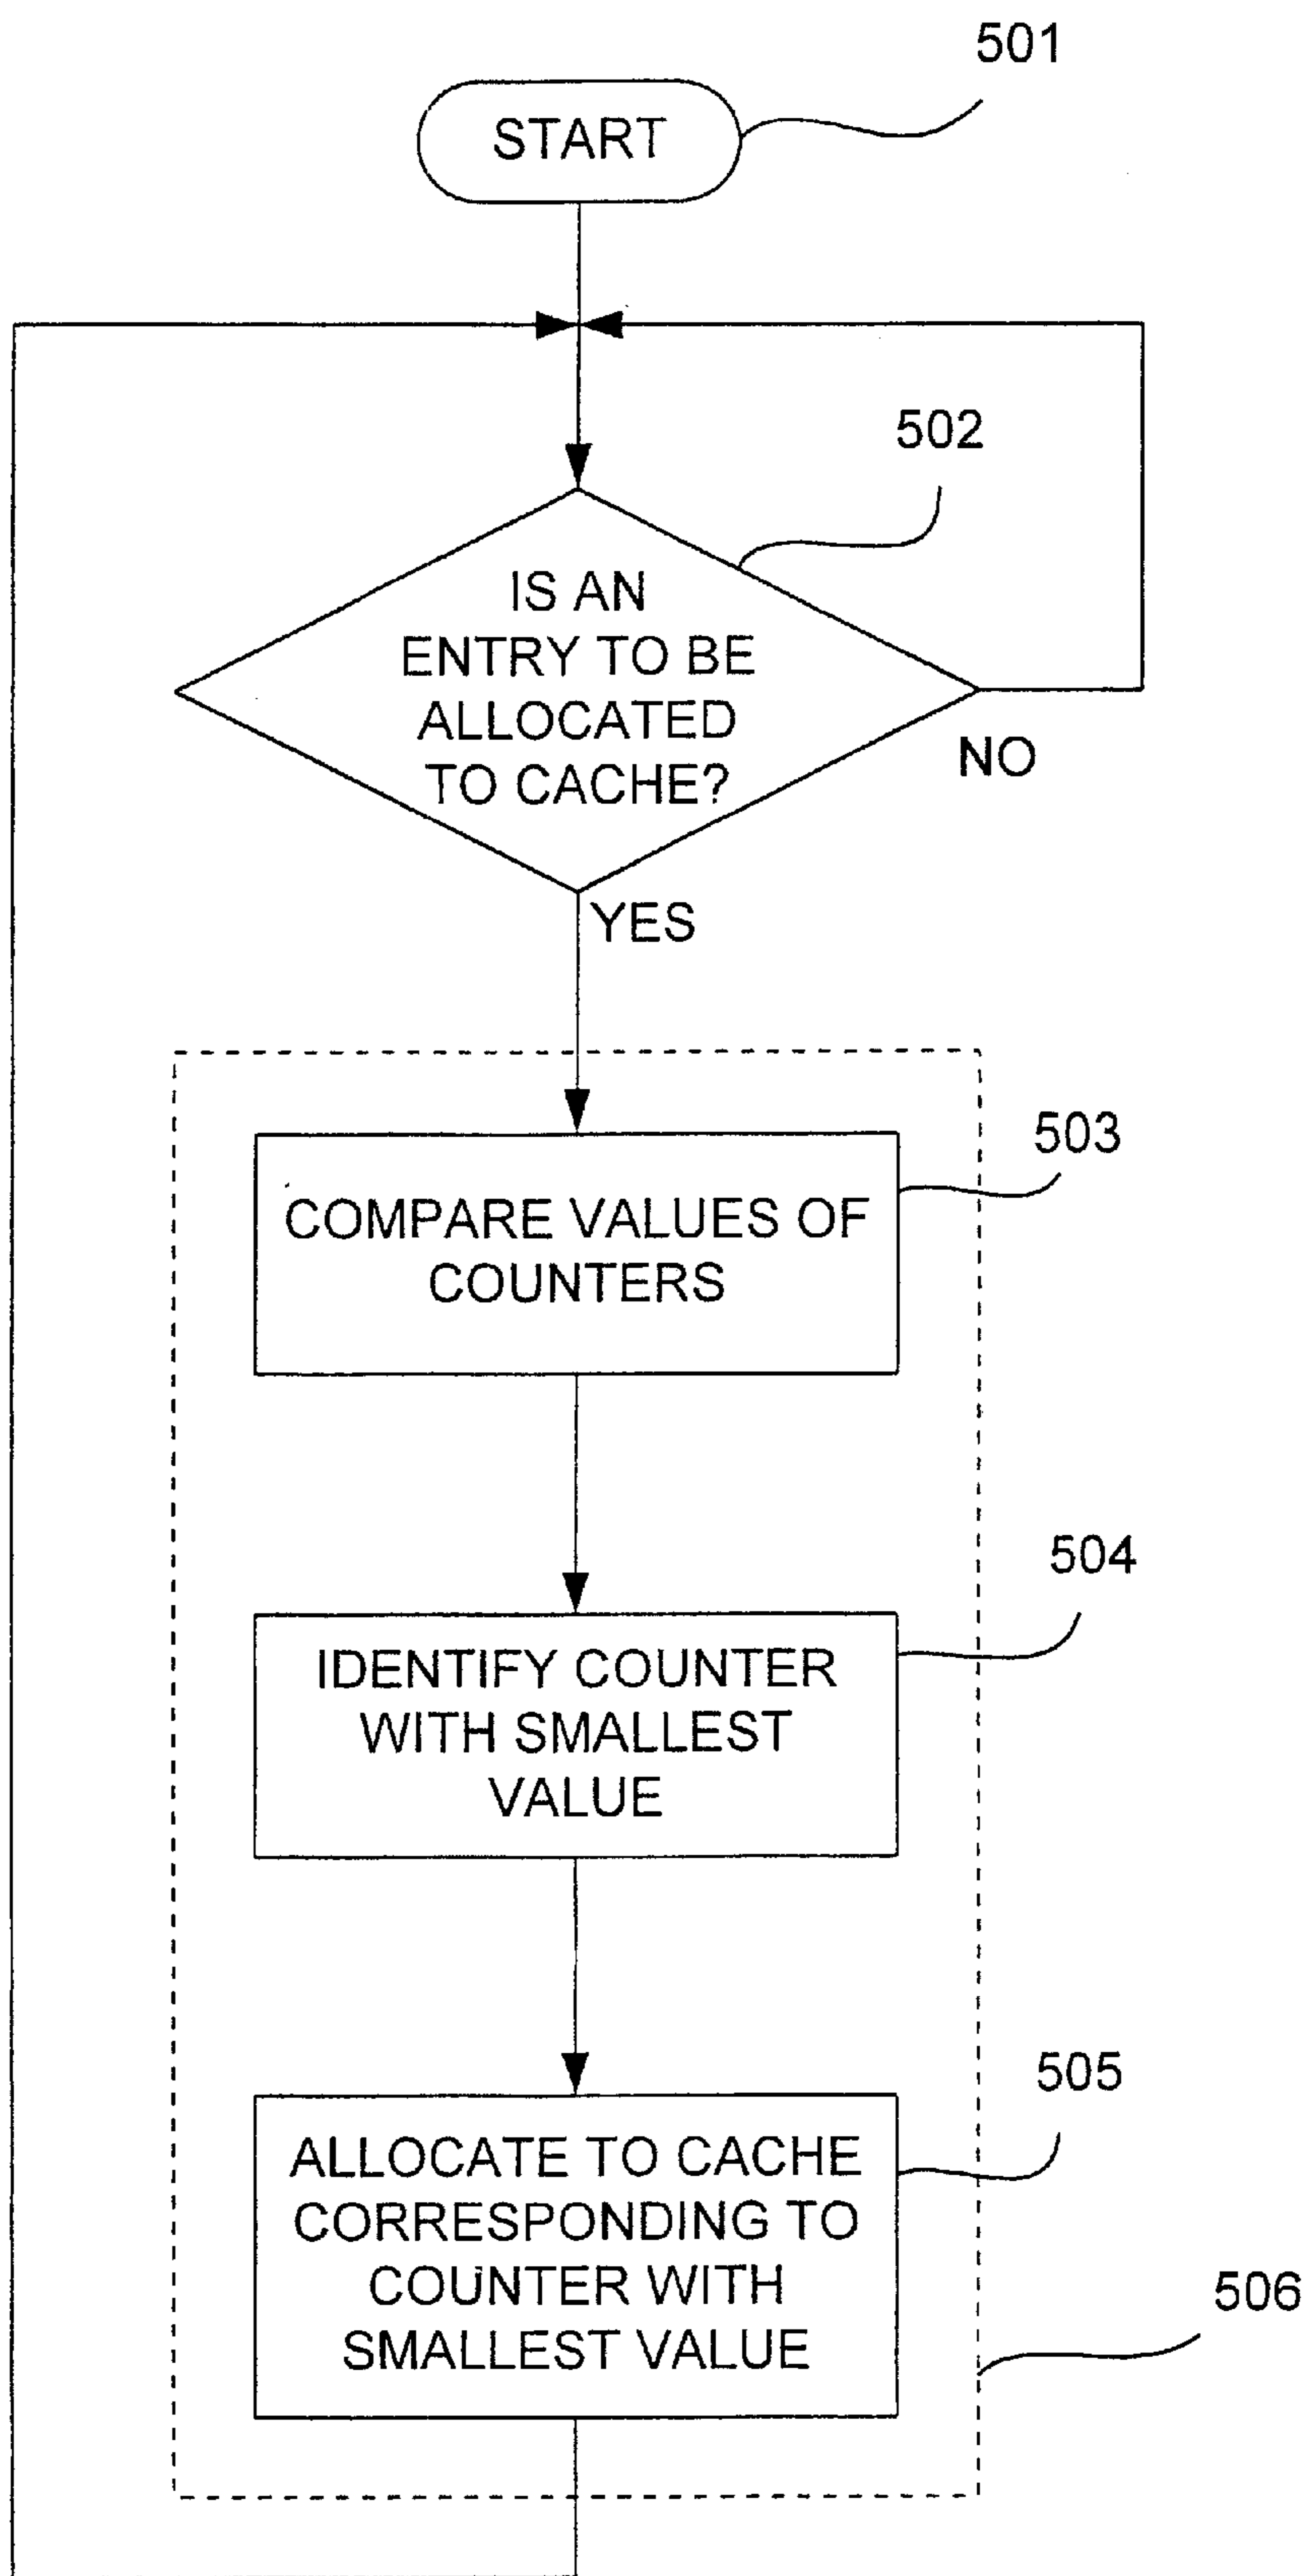 501
START
502
IS AN
ENTRY TO BE
ALLOCATED
TO CACHE?
NO
YES
503
COMPARE VALUES OF
COUNTERS
504
IDENTIFY COUNTER
WITH SMALLEST
VALUE
505
ALLOCATE TO CACHE
CORRESPONDING TO
COUNTER WITH
SMALLEST VALUE
506